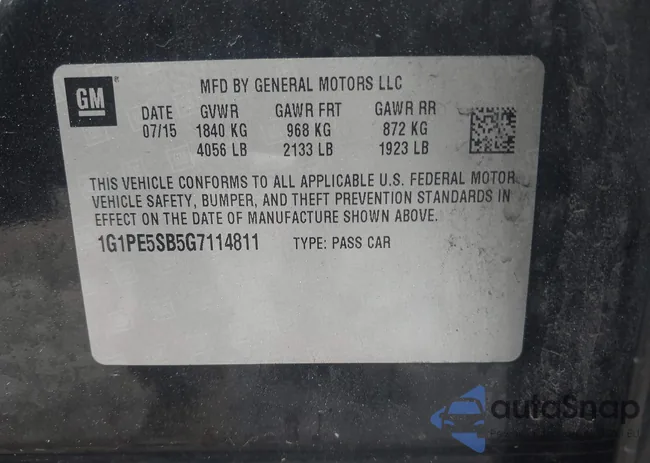 GM
MFD BY GENERAL MOTORS LLC
DATE GVWR GAWR FRT GAWR RR
07/15 1840 KG 968 KG 872 KG
4056 LB 2133 LB 1923 LB
THIS VEHICLE CONFORMS TO ALL APPLICABLE U.S. FEDERAL MOTOR
VEHICLE SAFETY, BUMPER, AND THEFT PREVENTION STANDARDS IN
EFFECT ON THE DATE OF MANUFACTURE SHOWN ABOVE.
1G1PE5SB5G7114811 TYPE: PASS CAR
autoSnap